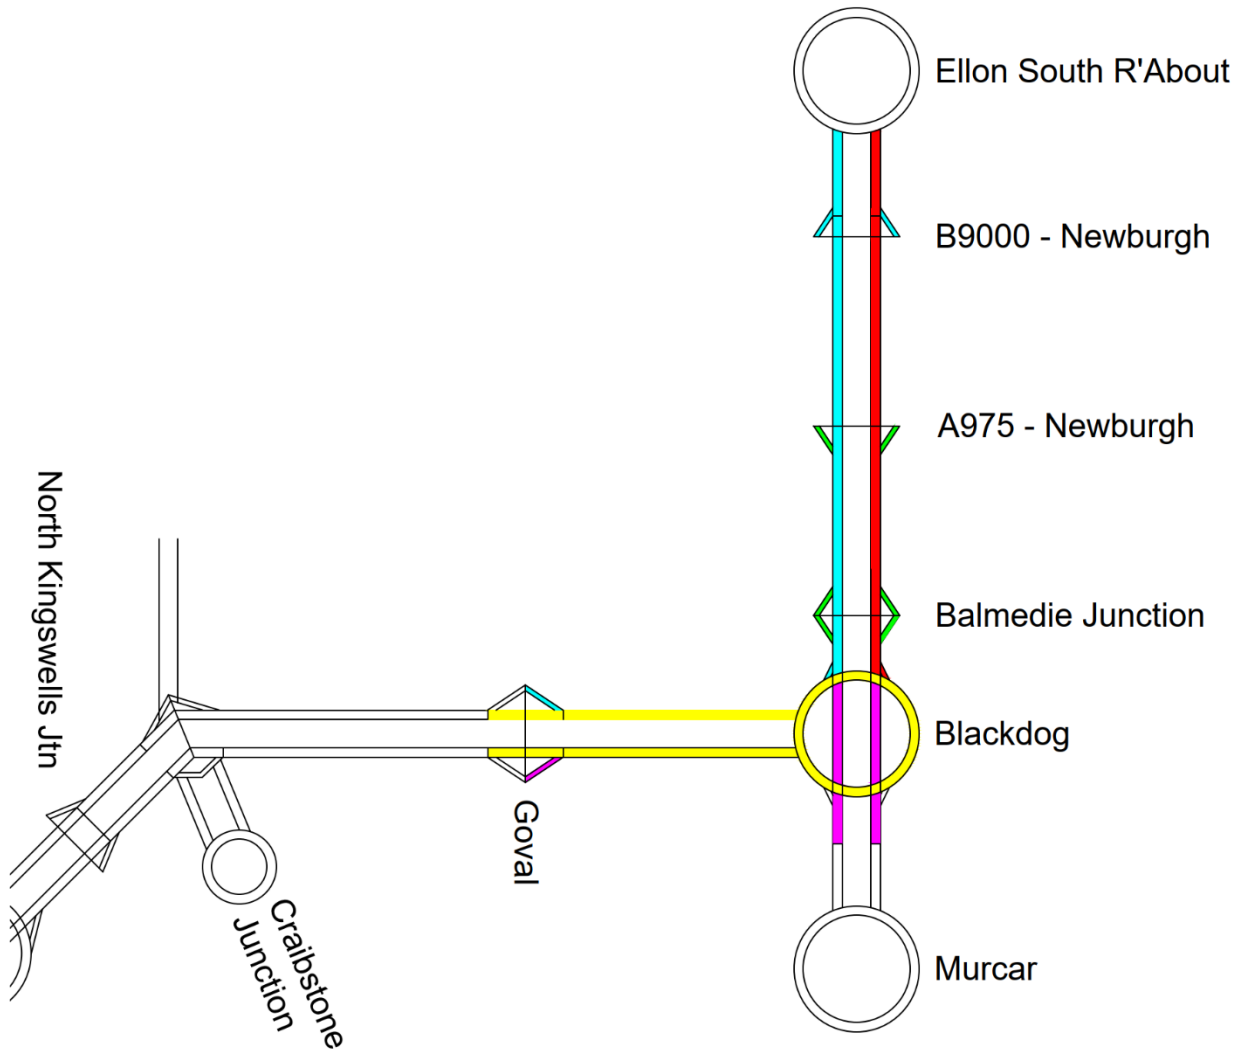 Ellon South R'About
B9000 - Newburgh
A975 - Newburgh
North Kingswells Jtn
Balmedie Junction
Blackdog
Goval
Craibstone
Junction
Murcar